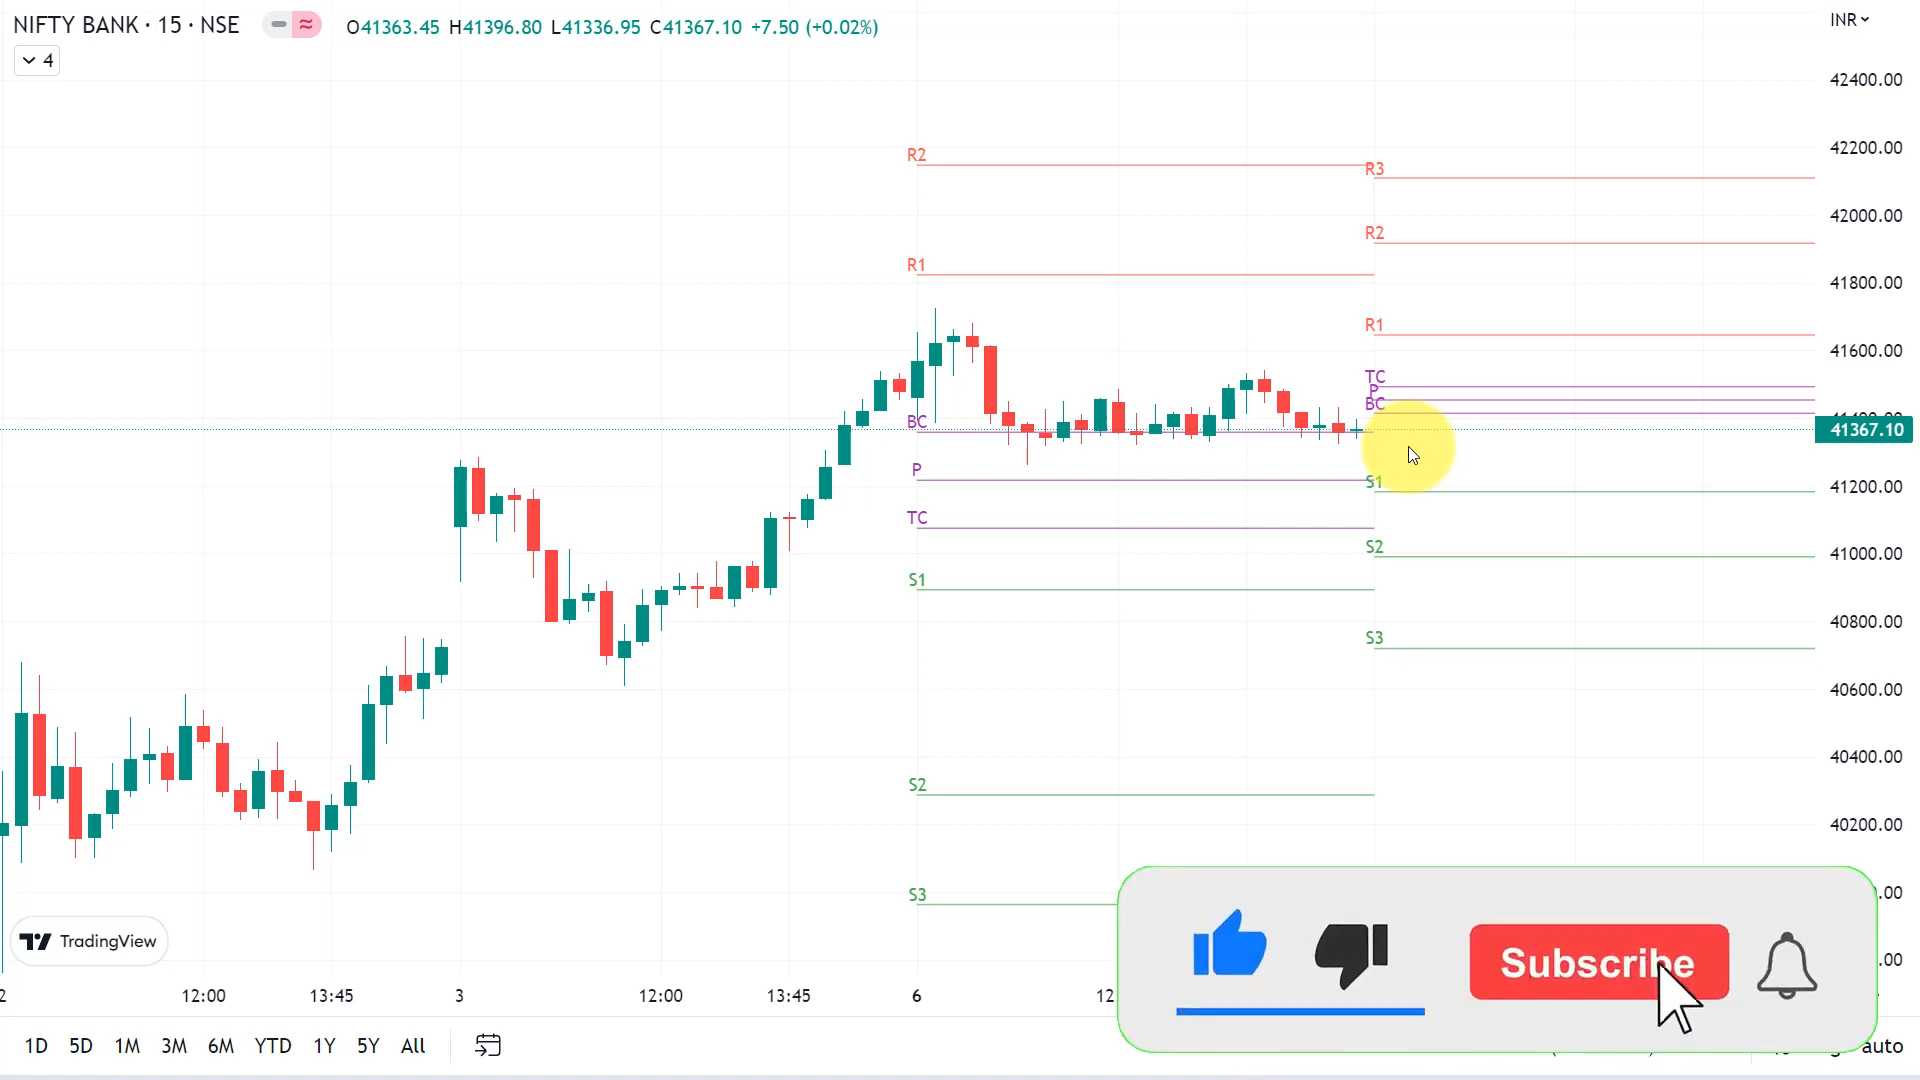 NIFTY BANK · 15 · NSE
O41363.45 H41396.80 L41336.95 C41367.10 +7.50 (+0.02%)
INR
4
42400.00
42200.00
42000.00
41800.00
41600.00
41367.10
41200.00
41000.00
40800.00
40600.00
40400.00
40200.00
.00
.00
R2
R1
BC
P
TC
S1
S2
S3
R3
R2
R1
TC
P
BC
S1
S2
S3
TradingView
2
12:00
13:45
3
12:00
13:45
6
12
Subscribe
1D 5D 1M 3M 6M YTD 1Y 5Y All
auto